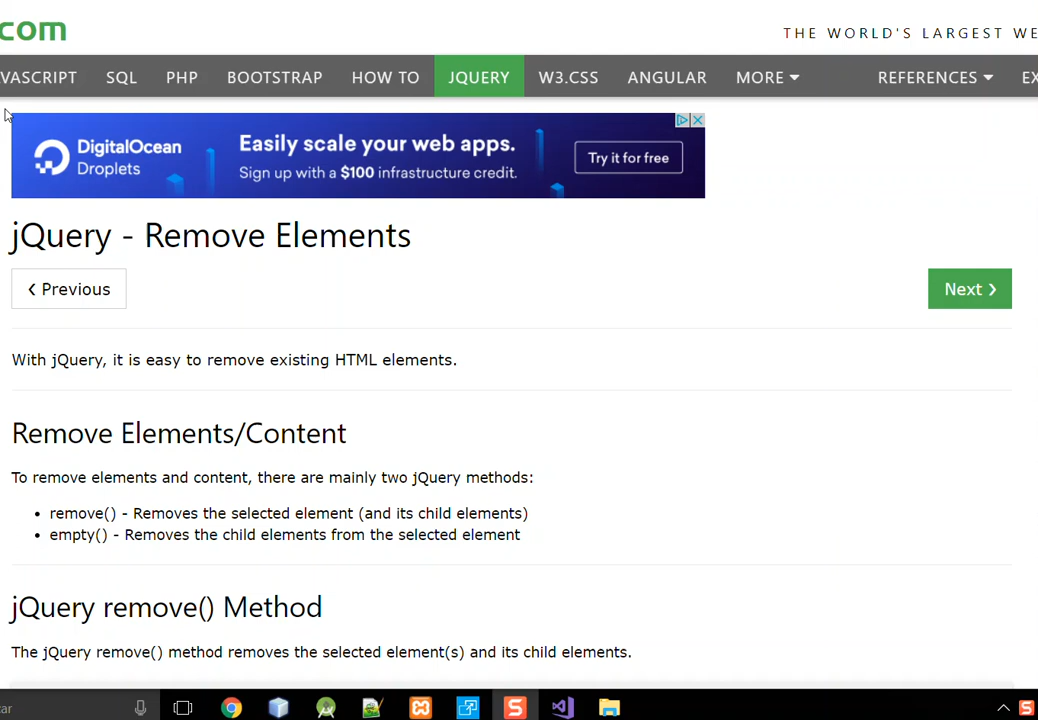 com
THE WORLD'S LARGEST WE
VASCRIPT SQL PHP BOOTSTRAP HOW TO JQUERY W3.CSS ANGULAR MORE REFERENCES EX
DigitalOcean
Droplets
Easily scale your web apps.
Sign up with a $100 infrastructure credit.
Try it for free
jQuery - Remove Elements
❮ Previous
Next ❯
With jQuery, it is easy to remove existing HTML elements.
Remove Elements/Content
To remove elements and content, there are mainly two jQuery methods:
• remove() - Removes the selected element (and its child elements)
• empty() - Removes the child elements from the selected element
jQuery remove() Method
The jQuery remove() method removes the selected element(s) and its child elements.
car